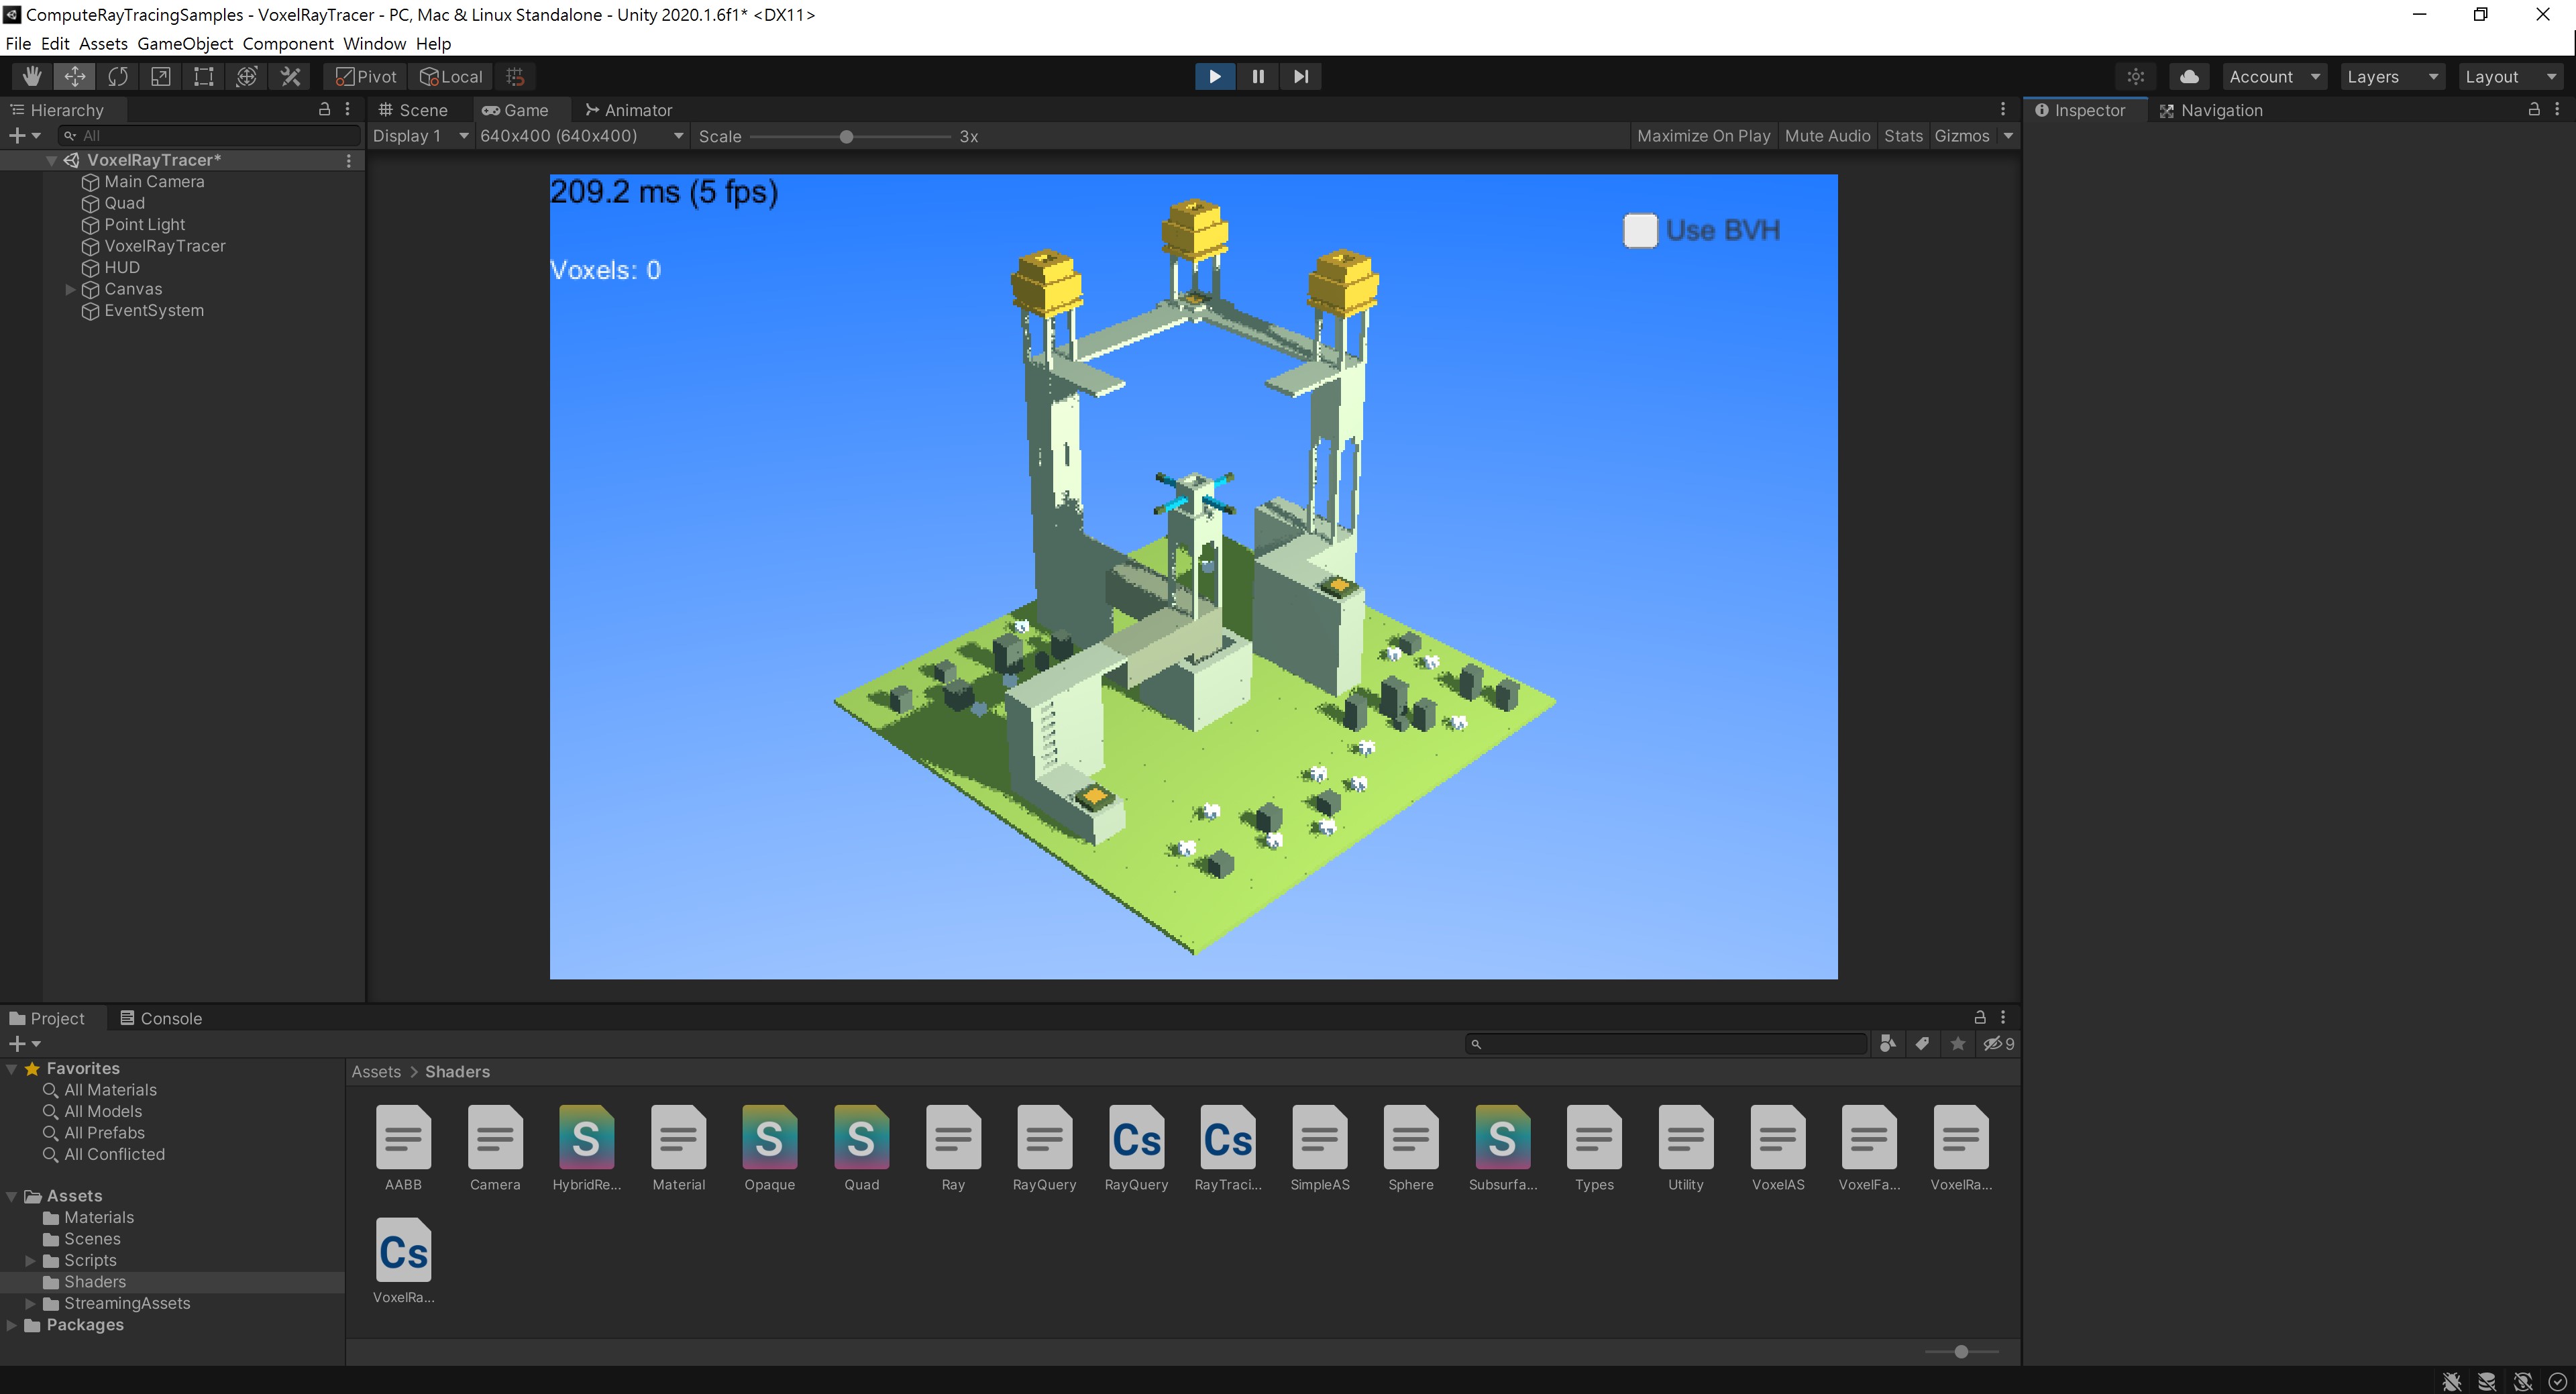 ComputeRayTracingSamples - VoxelRayTracer - PC, Mac & Linux Standalone - Unity 2020.1.6f1* <DX11>
File Edit Assets GameObject Component Window Help
Pivot Local Account Layers Layout
Hierarchy
All
VoxelRayTracer*
Main Camera
Quad
Point Light
VoxelRayTracer
HUD
Canvas
EventSystem
Scene Game Animator
Display 1 640x400 (640x400) Scale 3x Maximize On Play Mute Audio Stats Gizmos
209.2 ms (5 fps)
Use BVH
Voxels: 0
Inspector Navigation
Project Console
9
Favorites
All Materials
All Models
All Prefabs
All Conflicted
Assets
Materials
Scenes
Scripts
Shaders
StreamingAssets
Packages
Assets > Shaders
S S S Cs Cs S
AABB Camera HybridRe... Material Opaque Quad Ray RayQuery RayQuery RayTraci... SimpleAS Sphere Subsurfa... Types Utility VoxelAS VoxelFa... VoxelRa...
Cs
VoxelRa...